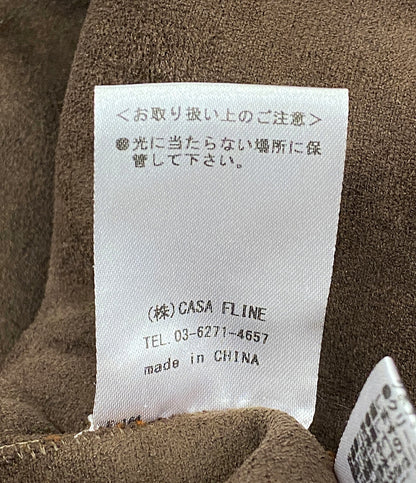 ＜お取り扱い上のご注意＞
●光に当たらない場所に保
管して下さい。
(株)CASA FLINE
TEL.03-6271-4657
made in CHINA